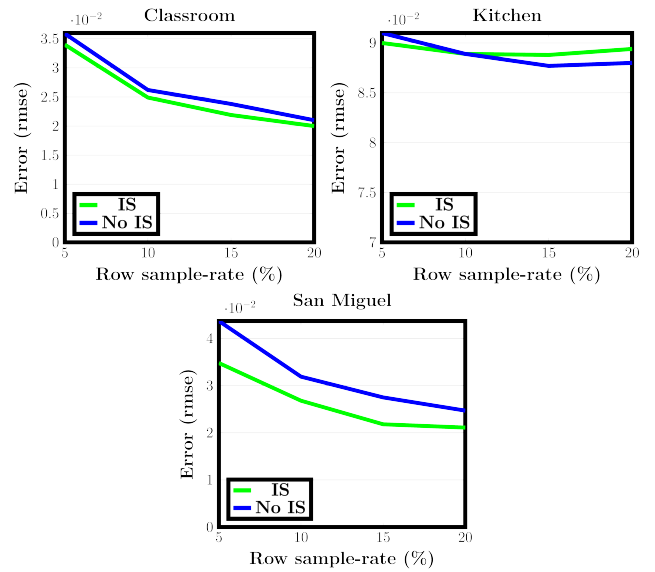 Classroom
·10⁻²
3.5
3
2.5
2
1.5
1
0.5
0
5 10 15 20
Error (rmse)
Row sample-rate (%)
IS
No IS
Kitchen
·10⁻²
9
8.5
8
7.5
7
5 10 15 20
Error (rmse)
Row sample-rate (%)
IS
No IS
San Miguel
·10⁻²
4
3
2
1
0
5 10 15 20
Error (rmse)
Row sample-rate (%)
IS
No IS